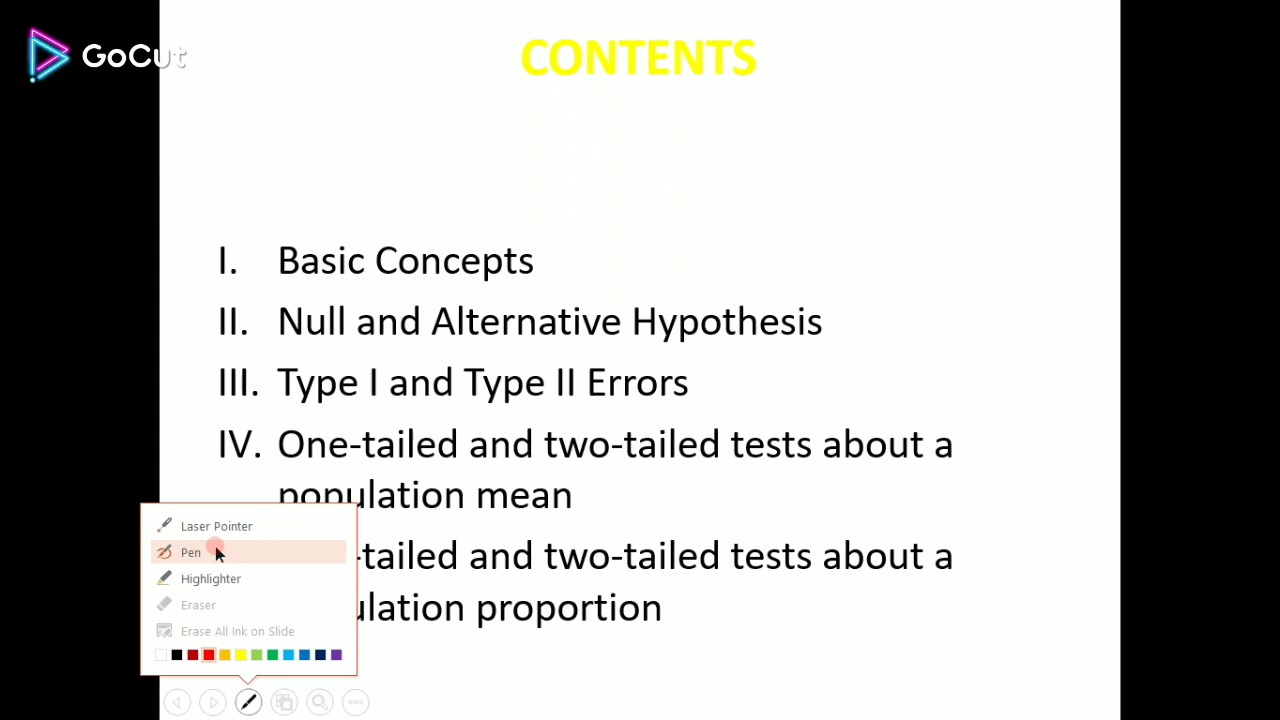 GoCut
CONTENTS
I. Basic Concepts
II. Null and Alternative Hypothesis
III. Type I and Type II Errors
IV. One-tailed and two-tailed tests about a
population mean
-tailed and two-tailed tests about a
ulation proportion
Laser Pointer
Pen
Highlighter
Eraser
Erase All Ink on Slide